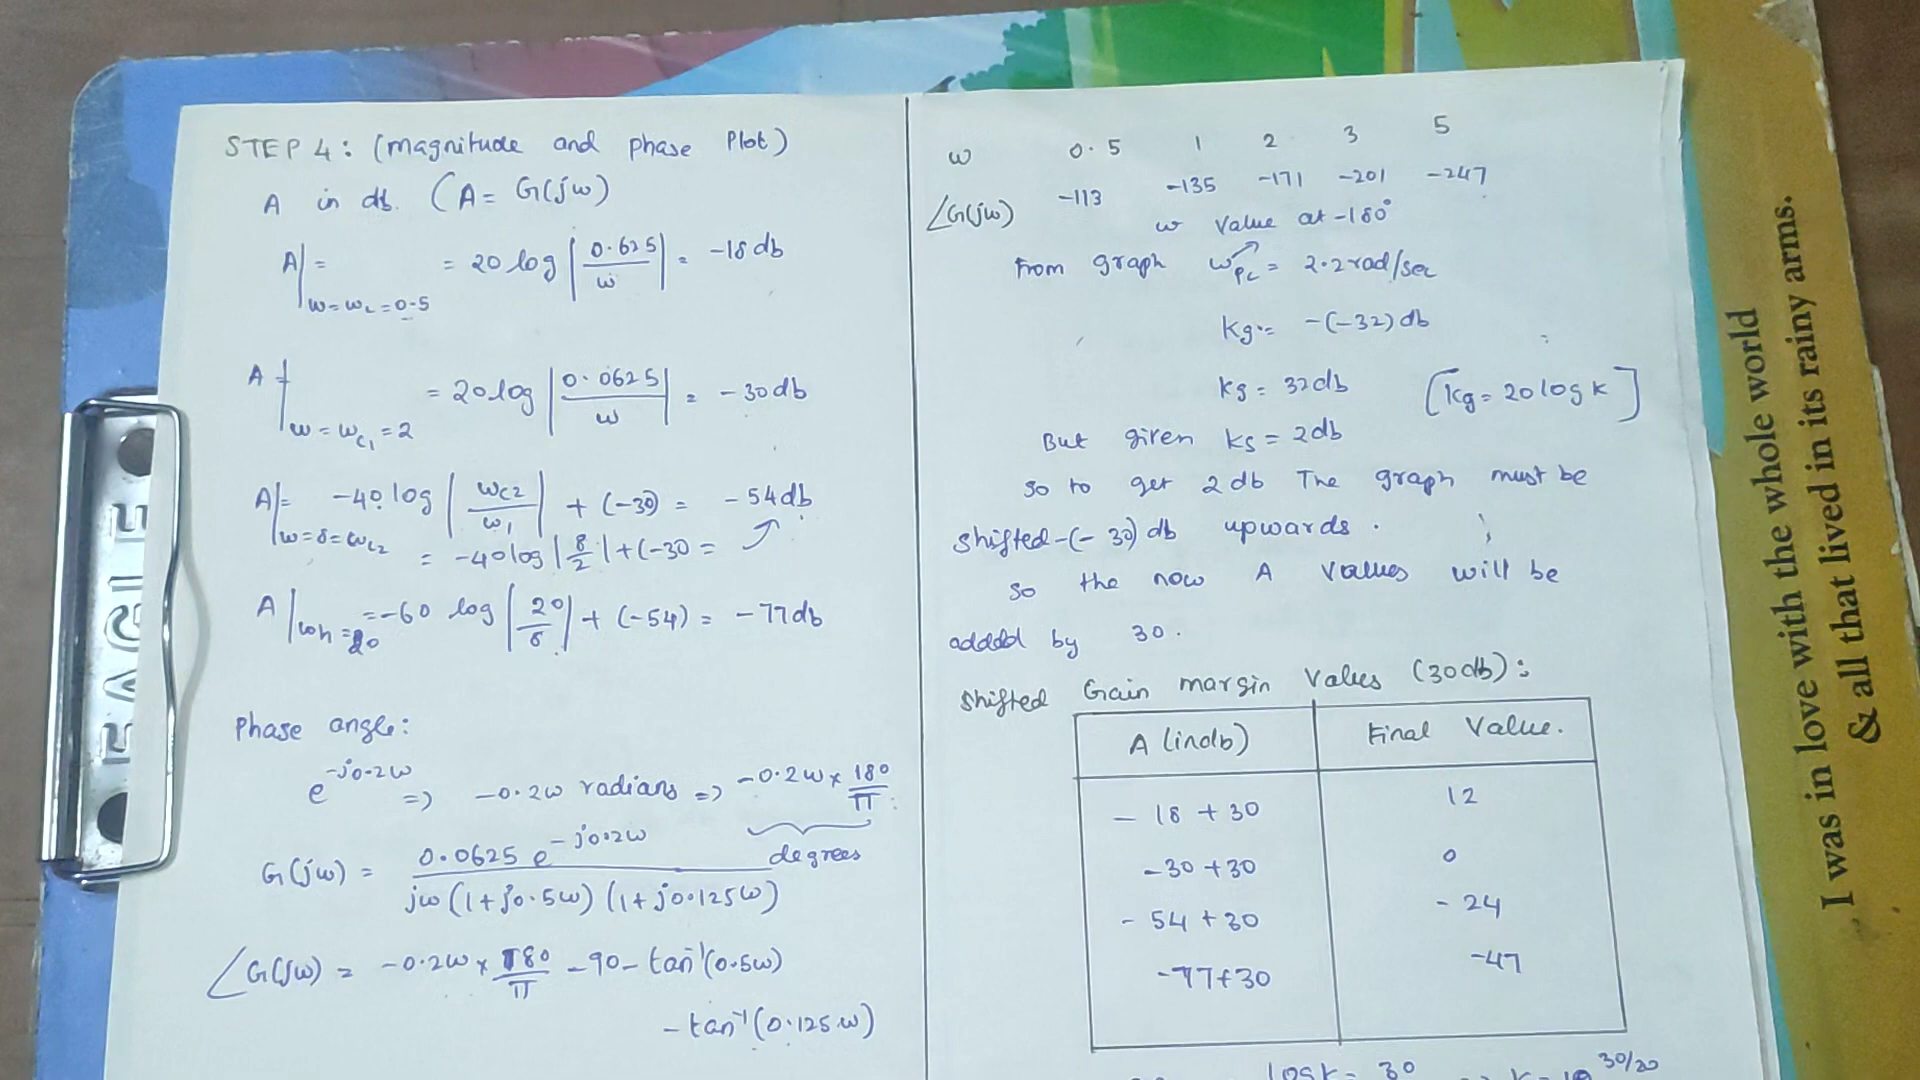 STEP 4: (magnitude and phase Plot)
A in db. (A = G(jω)
A| = = 20 log |0.625/ω| = -18 db
ω=ωL=0.5
A| = 20 log |0.0625/ω| = -30 db
ω=ωc1=2
A|= -40 log |ωc2/ω1| + (-30) = -54 db
ω=8=ωc2 = -40 log |8/2| + (-30 =
A|ωh=20 = -60 log |20/8| + (-54) = -77 db
Phase angle:
e^-j0.2ω => -0.2ω radians => -0.2ω × 180/π
degrees
G(jω) = 0.0625 e^-j0.2ω / jω (1+j0.5ω) (1+j0.125ω)
∠G(jω) = -0.2ω × 180/π -90 - tan⁻¹(0.5ω)
- tan⁻¹(0.125ω)
ω 0.5 1 2 3 5
∠G(jω) -113 -135 -171 -201 -247
ω value at -180°
From graph ωpc = 2.2 rad/sec
kg = -(-32) db
kg = 32 db [kg = 20 log k]
But given kg = 2db
so to get 2 db The graph must be
shifted -(-30) db upwards.
So the now A values will be
added by 30.
Shifted Gain margin values (30db):
A (in db) Final Value.
-18 + 30 12
-30 + 30 0
-54 + 30 -24
-77 + 30 -47
log k = 30 => k = 10^30/20
EAGLE
I was in love with the whole world
& all that lived in its rainy arms.